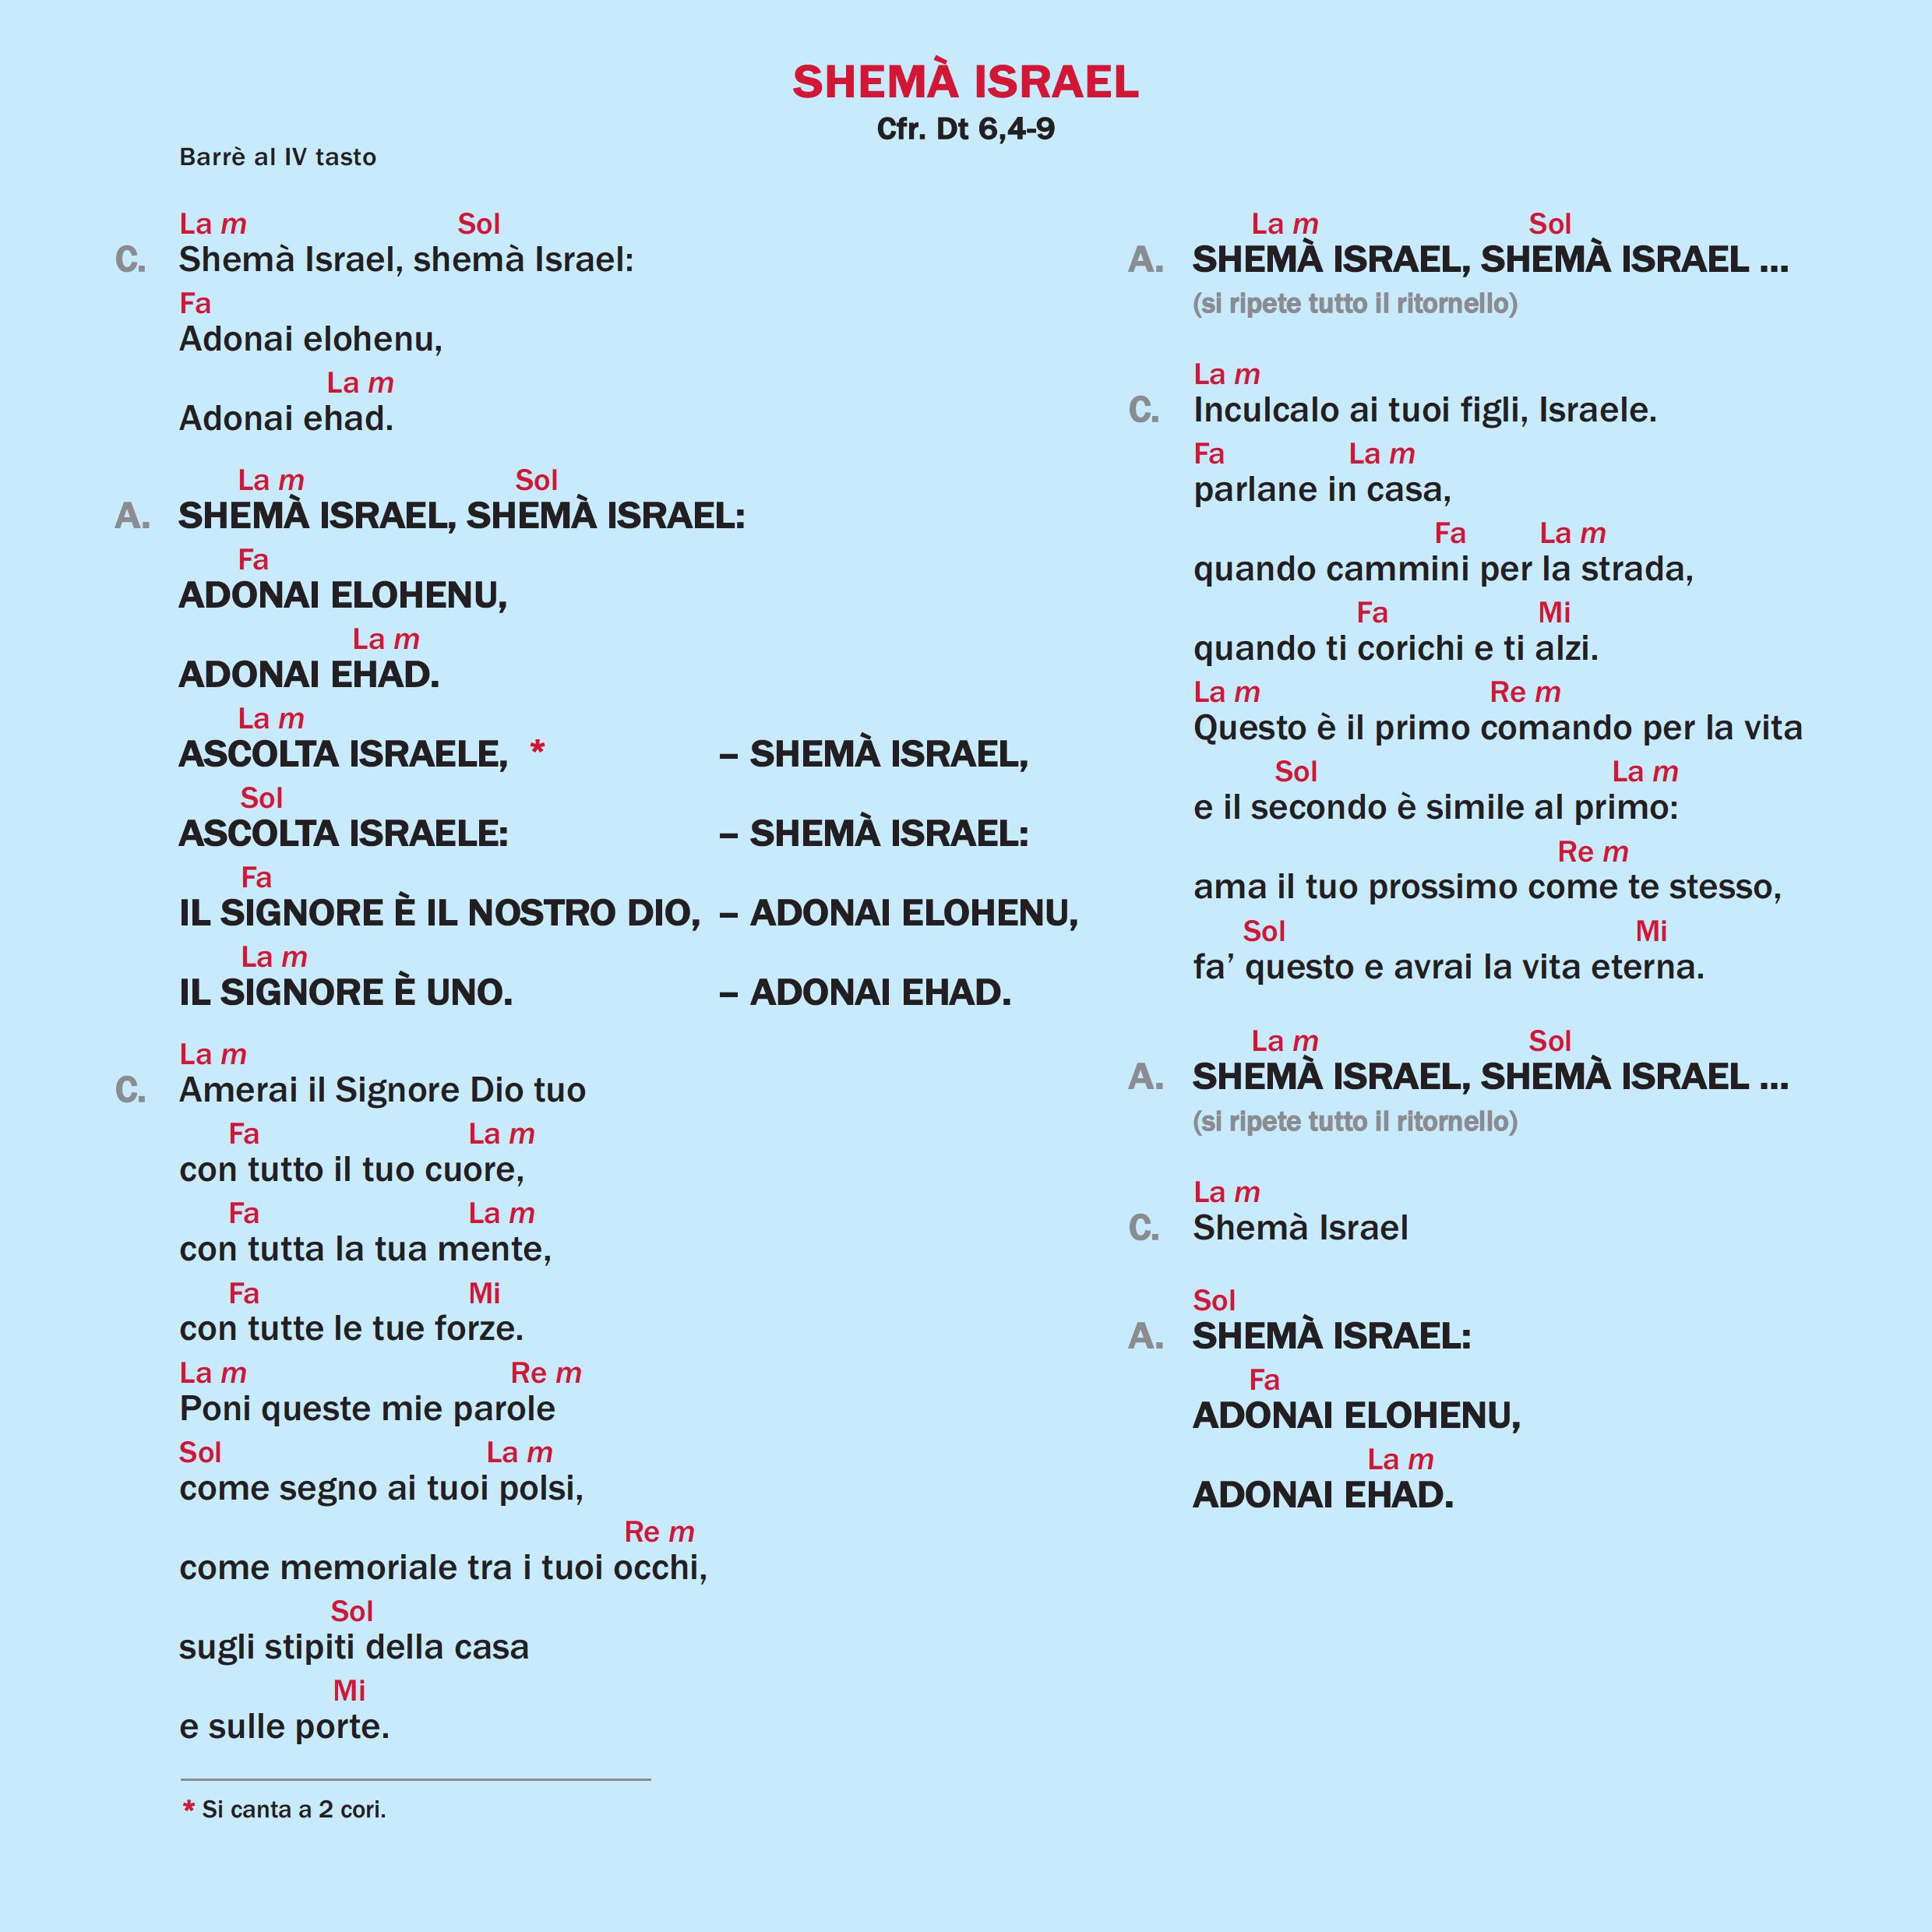 SHEMÀ ISRAEL
Cfr. Dt 6,4-9
Barrè al IV tasto
La m Sol
C. Shemà Israel, shemà Israel:
Fa
Adonai elohenu,
La m
Adonai ehad.
La m Sol
A. SHEMÀ ISRAEL, SHEMÀ ISRAEL:
Fa
ADONAI ELOHENU,
La m
ADONAI EHAD.
La m
ASCOLTA ISRAELE, * – SHEMÀ ISRAEL,
Sol
ASCOLTA ISRAELE: – SHEMÀ ISRAEL:
Fa
IL SIGNORE È IL NOSTRO DIO, – ADONAI ELOHENU,
La m
IL SIGNORE È UNO. – ADONAI EHAD.
La m
C. Amerai il Signore Dio tuo
Fa La m
con tutto il tuo cuore,
Fa La m
con tutta la tua mente,
Fa Mi
con tutte le tue forze.
La m Re m
Poni queste mie parole
Sol La m
come segno ai tuoi polsi,
Re m
come memoriale tra i tuoi occhi,
Sol
sugli stipiti della casa
Mi
e sulle porte.
* Si canta a 2 cori.
La m Sol
A. SHEMÀ ISRAEL, SHEMÀ ISRAEL ...
(si ripete tutto il ritornello)
La m
C. Inculcalo ai tuoi figli, Israele.
Fa La m
parlane in casa,
Fa La m
quando cammini per la strada,
Fa Mi
quando ti corichi e ti alzi.
La m Re m
Questo è il primo comando per la vita
Sol La m
e il secondo è simile al primo:
Re m
ama il tuo prossimo come te stesso,
Sol Mi
fa’ questo e avrai la vita eterna.
La m Sol
A. SHEMÀ ISRAEL, SHEMÀ ISRAEL ...
(si ripete tutto il ritornello)
La m
C. Shemà Israel
Sol
A. SHEMÀ ISRAEL:
Fa
ADONAI ELOHENU,
La m
ADONAI EHAD.